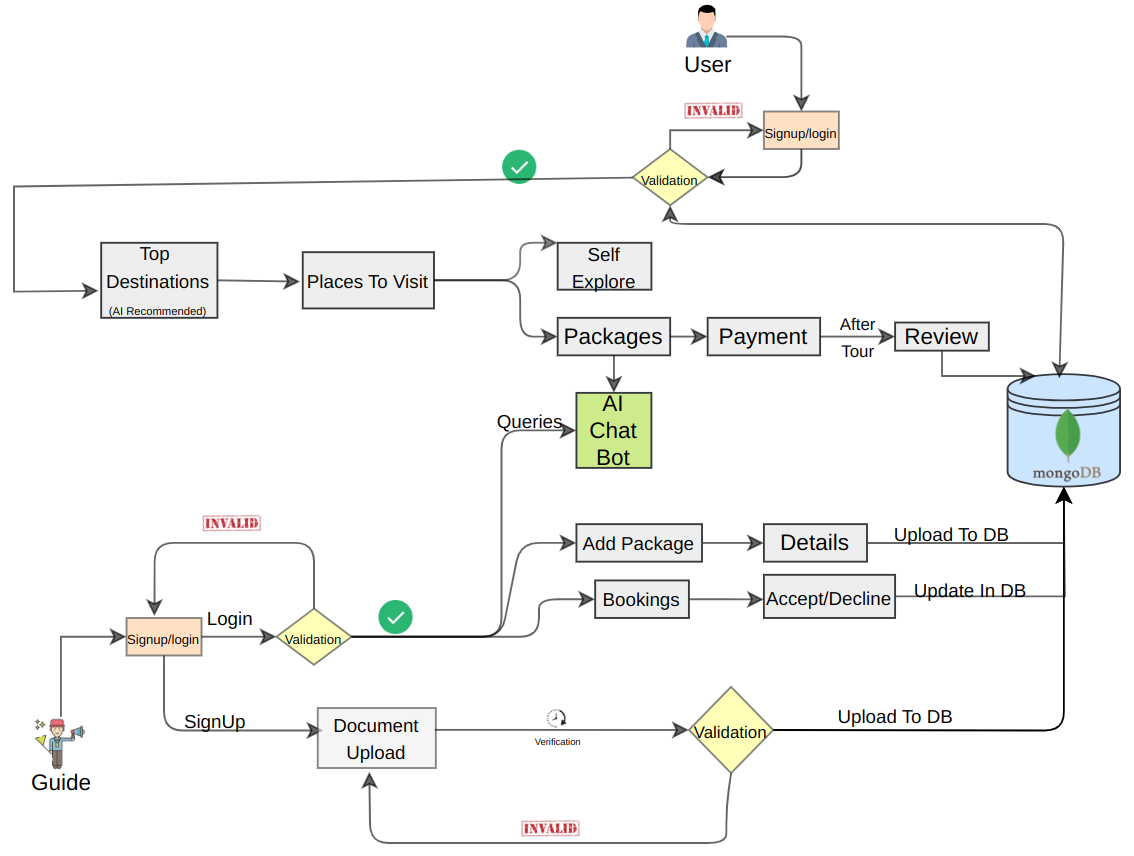 User
INVALID
Signup/login
Validation
Top
Destinations
(AI Recommended)
Places To Visit
Self
Explore
Packages
Payment
After
Tour
Review
AI
Chat
Bot
Queries
mongoDB
INVALID
Add Package
Details
Upload To DB
Bookings
Accept/Decline
Update In DB
Signup/login
Login
Validation
SignUp
Document
Upload
Verification
Validation
Upload To DB
Guide
INVALID